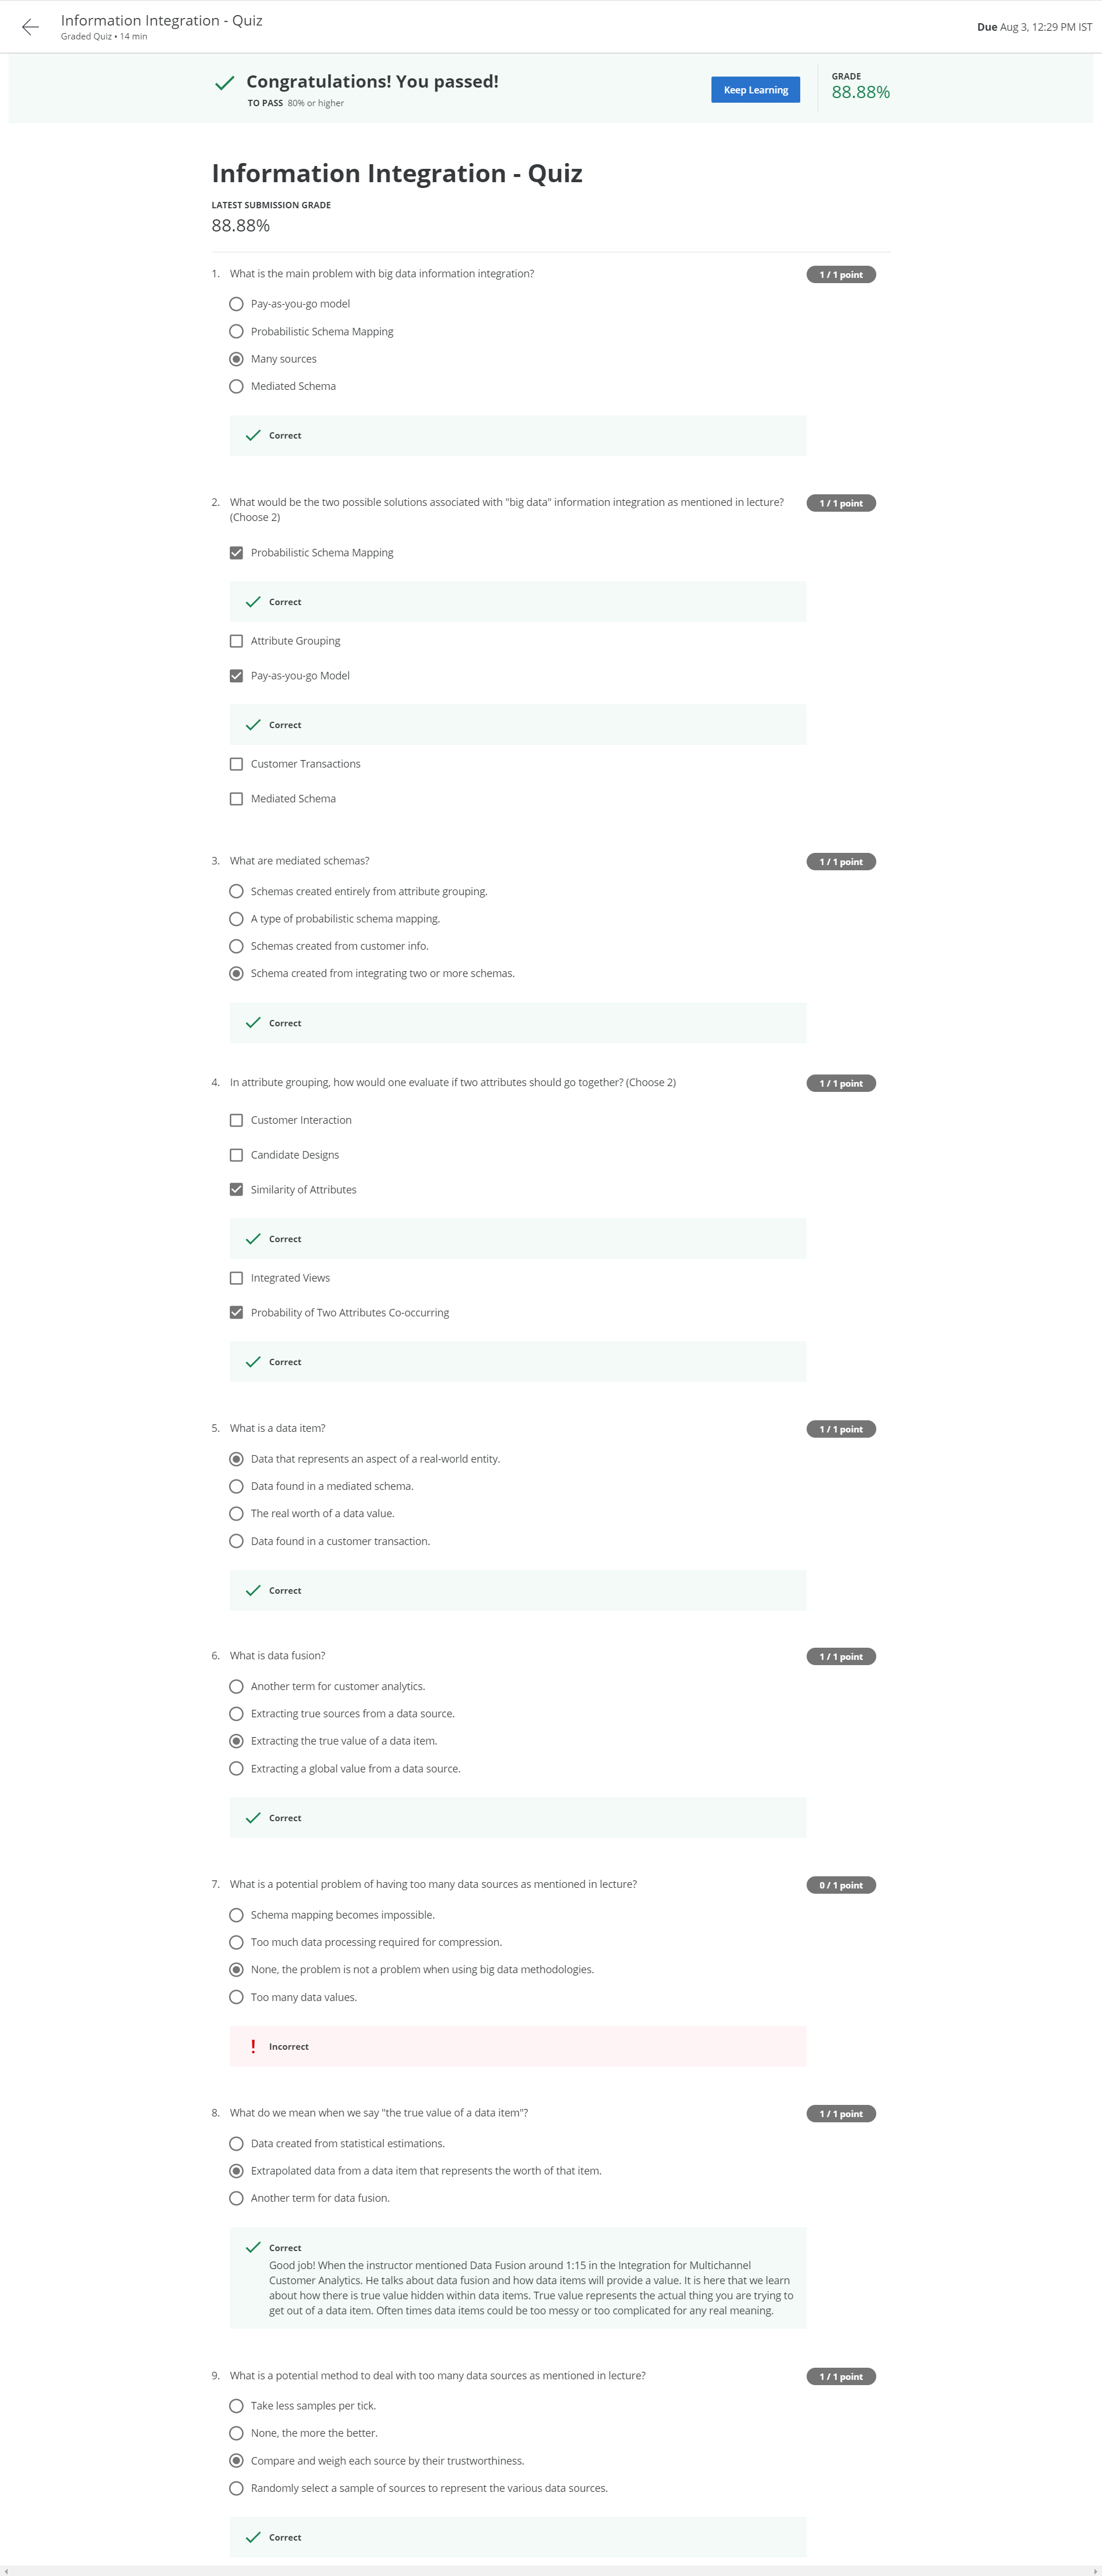 Information Integration - Quiz
Graded Quiz • 14 min
Due Aug 3, 12:29 PM IST
Congratulations! You passed!
TO PASS 80% or higher
Keep Learning
GRADE
88.88%
Information Integration - Quiz
LATEST SUBMISSION GRADE
88.88%
1. What is the main problem with big data information integration?
1 / 1 point
Pay-as-you-go model
Probabilistic Schema Mapping
Many sources
Mediated Schema
Correct
2. What would be the two possible solutions associated with "big data" information integration as mentioned in lecture?
(Choose 2)
1 / 1 point
Probabilistic Schema Mapping
Correct
Attribute Grouping
Pay-as-you-go Model
Correct
Customer Transactions
Mediated Schema
3. What are mediated schemas?
1 / 1 point
Schemas created entirely from attribute grouping.
A type of probabilistic schema mapping.
Schemas created from customer info.
Schema created from integrating two or more schemas.
Correct
4. In attribute grouping, how would one evaluate if two attributes should go together? (Choose 2)
1 / 1 point
Customer Interaction
Candidate Designs
Similarity of Attributes
Correct
Integrated Views
Probability of Two Attributes Co-occurring
Correct
5. What is a data item?
1 / 1 point
Data that represents an aspect of a real-world entity.
Data found in a mediated schema.
The real worth of a data value.
Data found in a customer transaction.
Correct
6. What is data fusion?
1 / 1 point
Another term for customer analytics.
Extracting true sources from a data source.
Extracting the true value of a data item.
Extracting a global value from a data source.
Correct
7. What is a potential problem of having too many data sources as mentioned in lecture?
0 / 1 point
Schema mapping becomes impossible.
Too much data processing required for compression.
None, the problem is not a problem when using big data methodologies.
Too many data values.
Incorrect
8. What do we mean when we say "the true value of a data item"?
1 / 1 point
Data created from statistical estimations.
Extrapolated data from a data item that represents the worth of that item.
Another term for data fusion.
Correct
Good job! When the instructor mentioned Data Fusion around 1:15 in the Integration for Multichannel
Customer Analytics. He talks about data fusion and how data items will provide a value. It is here that we learn
about how there is true value hidden within data items. True value represents the actual thing you are trying to
get out of a data item. Often times data items could be too messy or too complicated for any real meaning.
9. What is a potential method to deal with too many data sources as mentioned in lecture?
1 / 1 point
Take less samples per tick.
None, the more the better.
Compare and weigh each source by their trustworthiness.
Randomly select a sample of sources to represent the various data sources.
Correct